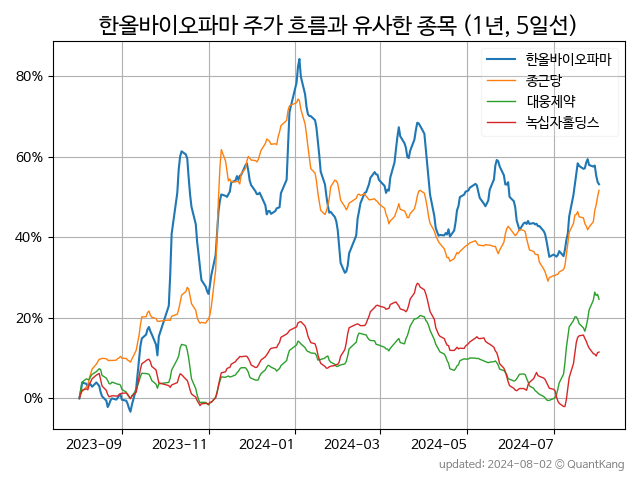 한올바이오파마 주가 흐름과 유사한 종목 (1년, 5일선)
한올바이오파마
종근당
대웅제약
녹십자홀딩스
80%
60%
40%
20%
0%
2023-09 2023-11 2024-01 2024-03 2024-05 2024-07
updated: 2024-08-02 © QuantKang